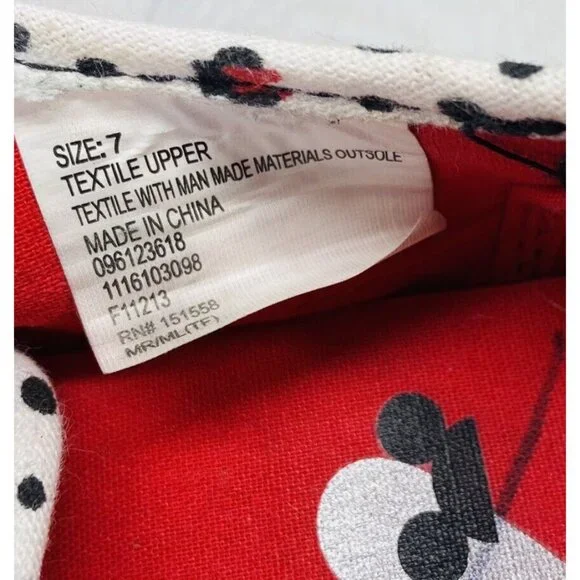 SIZE: 7
TEXTILE UPPER
TEXTILE WITH MAN MADE MATERIALS OUTSOLE
MADE IN CHINA
096123618
1116103098
F11213
RN# 151558
MR/ML(TF)